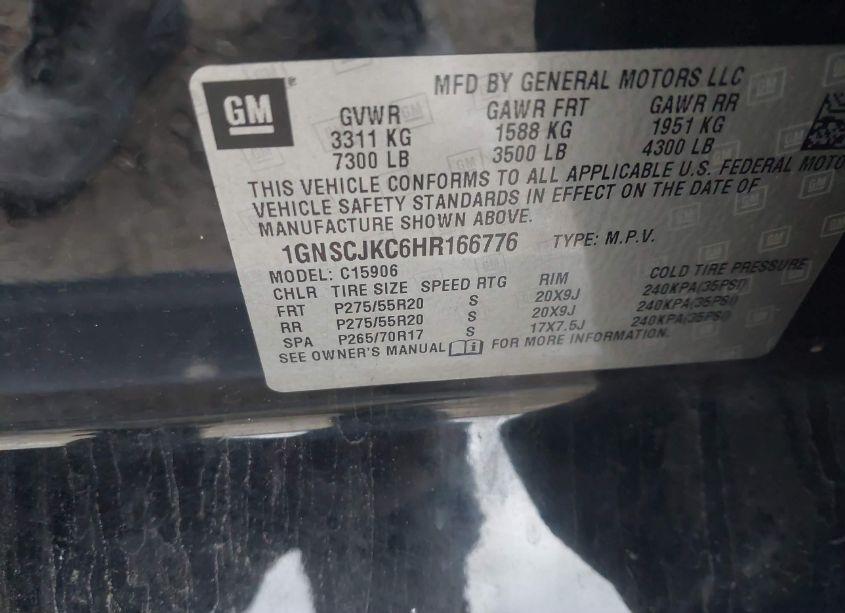 MFD BY GENERAL MOTORS LLC
GM
GVWR GAWR FRT GAWR RR
3311 KG 1588 KG 1951 KG
7300 LB 3500 LB 4300 LB
THIS VEHICLE CONFORMS TO ALL APPLICABLE U.S. FEDERAL MOTO
VEHICLE SAFETY STANDARDS IN EFFECT ON THE DATE OF
MANUFACTURE SHOWN ABOVE.
1GNSCJKC6HR166776 TYPE: M.P.V.
MODEL: C15906
CHLR TIRE SIZE SPEED RTG RIM COLD TIRE PRESSURE
FRT P275/55R20 S 20X9J 240KPA(35PSI)
RR P275/55R20 S 20X9J 240KPA(35PSI)
SPA P265/70R17 S 17X7.5J 240KPA(35PSI)
SEE OWNER'S MANUAL FOR MORE INFORMATION.